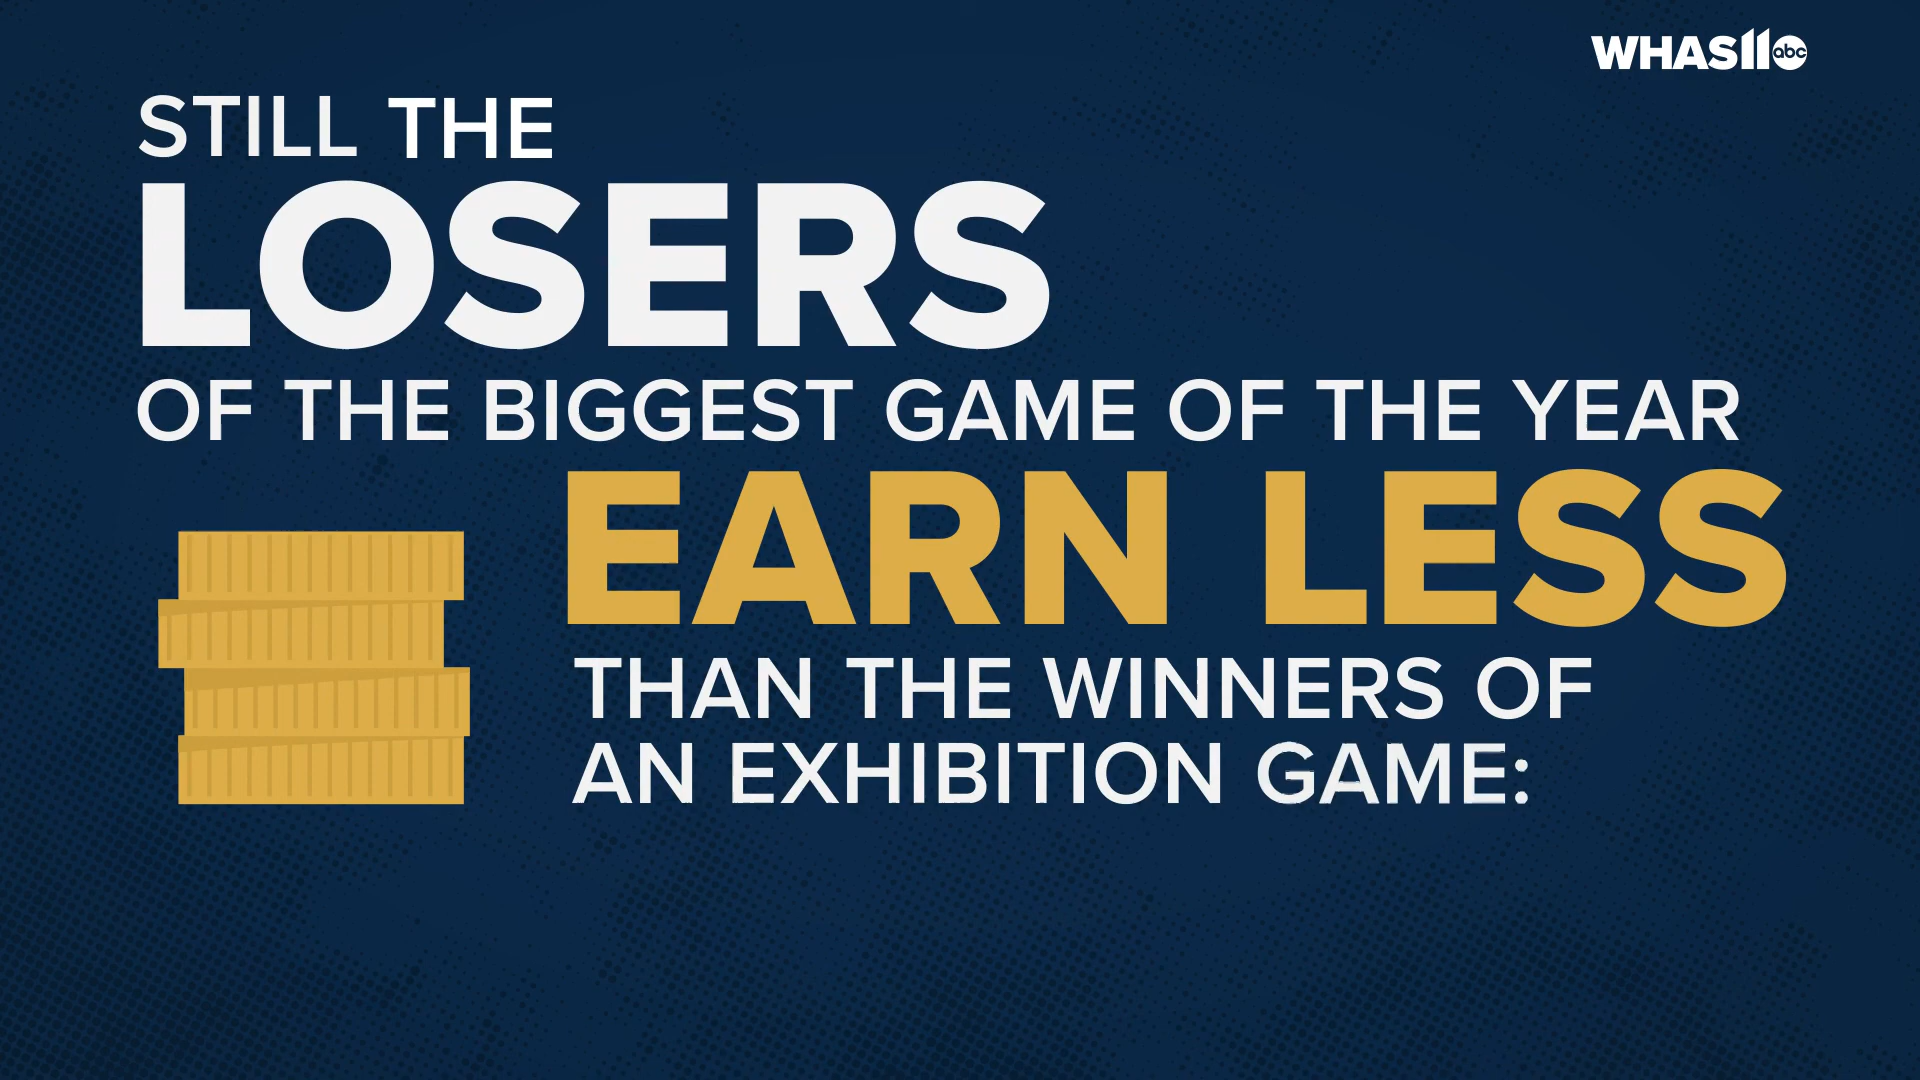 WHAS11 abc
STILL THE
LOSERS
OF THE BIGGEST GAME OF THE YEAR
EARN LESS
THAN THE WINNERS OF
AN EXHIBITION GAME: